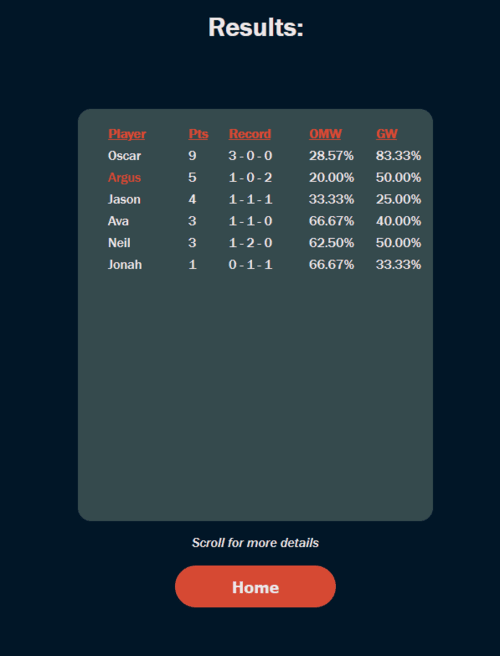 Results:
Player Pts Record OMW GW
Oscar 9 3 - 0 - 0 28.57% 83.33%
Argus 5 1 - 0 - 2 20.00% 50.00%
Jason 4 1 - 1 - 1 33.33% 25.00%
Ava 3 1 - 1 - 0 66.67% 40.00%
Neil 3 1 - 2 - 0 62.50% 50.00%
Jonah 1 0 - 1 - 1 66.67% 33.33%
Scroll for more details
Home